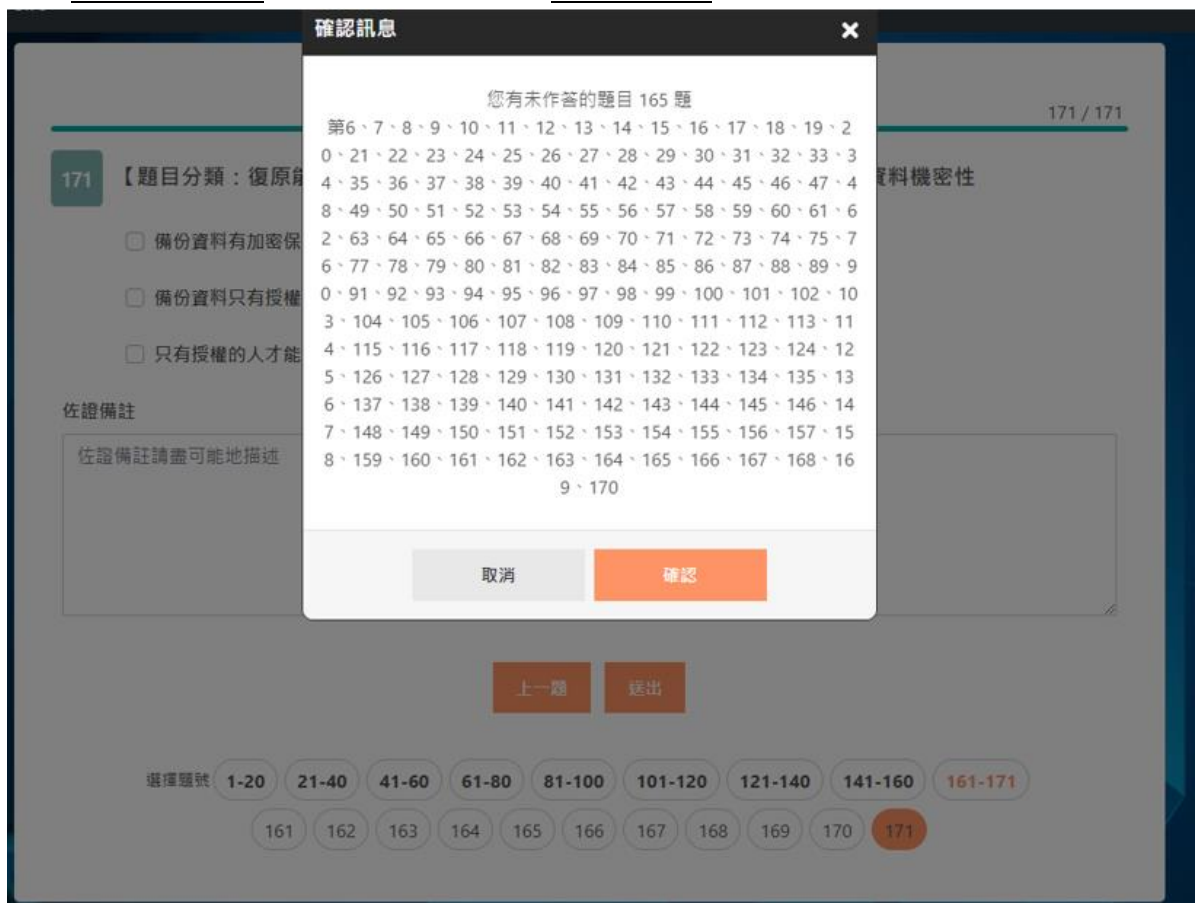 確認訊息
您有未作答的題目 165 題
第6、7、8、9、10、11、12、13、14、15、16、17、18、19、2
0、21、22、23、24、25、26、27、28、29、30、31、32、33、3
4、35、36、37、38、39、40、41、42、43、44、45、46、47、4
8、49、50、51、52、53、54、55、56、57、58、59、60、61、6
2、63、64、65、66、67、68、69、70、71、72、73、74、75、7
6、77、78、79、80、81、82、83、84、85、86、87、88、89、9
0、91、92、93、94、95、96、97、98、99、100、101、102、10
3、104、105、106、107、108、109、110、111、112、113、11
4、115、116、117、118、119、120、121、122、123、124、12
5、126、127、128、129、130、131、132、133、134、135、13
6、137、138、139、140、141、142、143、144、145、146、14
7、148、149、150、151、152、153、154、155、156、157、15
8、159、160、161、162、163、164、165、166、167、168、16
9、170
取消 確認
171 / 171
171 【題目分類：復原 資料機密性
備份資料有加密保
備份資料只有授權
只有授權的人才能
佐證備註
佐證備註請盡可能地描述
上一題 送出
選擇題號 1-20 21-40 41-60 61-80 81-100 101-120 121-140 141-160 161-171
161 162 163 164 165 166 167 168 169 170 171